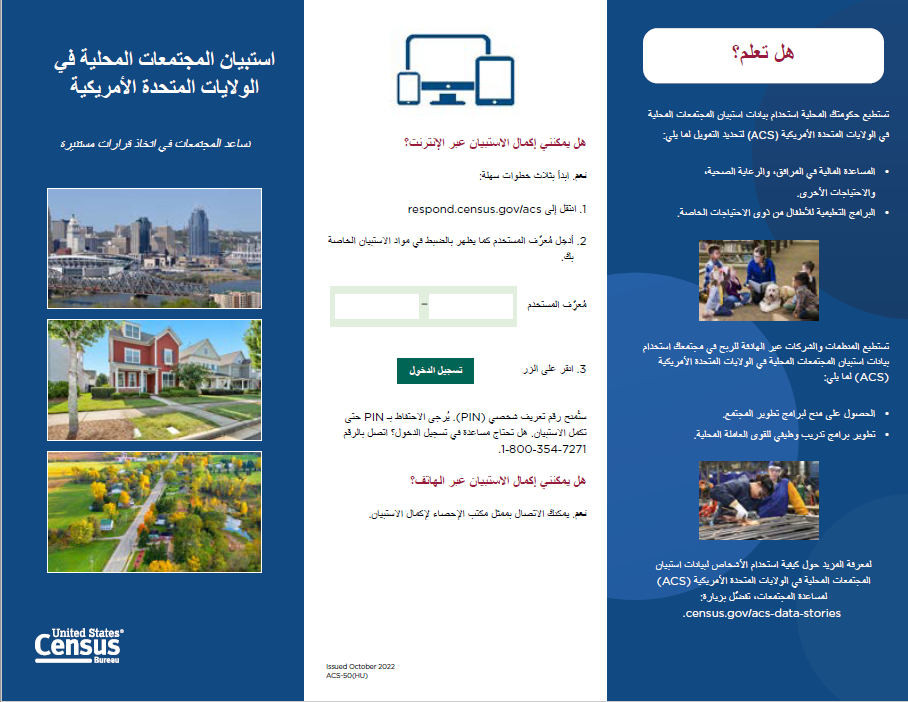 استبيان المجتمعات المحلية في
الولايات المتحدة الأمريكية
تساعد المجتمعات في اتخاذ قرارات مستنيرة
United States®
Census
Bureau
هل يمكنني إكمال الاستبيان عبر الإنترنت؟
نعم. ابدأ بثلاث خطوات سهلة:
1. انتقل إلى respond.census.gov/acs
2. أدخل مُعرِّف المستخدم كما يظهر بالضبط في مواد الاستبيان الخاصة
بك.
مُعرِّف المستخدم
–
3. انقر على الزر
تسجيل الدخول
ستُمنح رقم تعريف شخصي (PIN). يُرجى الاحتفاظ بـ PIN حتى
تكمل الاستبيان. هل تحتاج مساعدة في تسجيل الدخول؟ اتصل بالرقم
1-800-354-7271.
هل يمكنني إكمال الاستبيان عبر الهاتف؟
نعم. يمكنك الاتصال بممثل مكتب الإحصاء لإكمال الاستبيان.
Issued October 2022
ACS-50(HU)
هل تعلم؟
تستطيع حكومتك المحلية استخدام بيانات استبيان المجتمعات المحلية
في الولايات المتحدة الأمريكية (ACS) لتحديد التمويل لما يلي:
• المساعدة المالية في المرافق، والرعاية الصحية،
والاحتياجات الأخرى.
• البرامج التعليمية للأطفال من ذوي الاحتياجات الخاصة.
تستطيع المنظمات والشركات غير الهادفة للربح في مجتمعك استخدام
بيانات استبيان المجتمعات المحلية في الولايات المتحدة الأمريكية
(ACS) لما يلي:
• الحصول على منح لبرامج تطوير المجتمع.
• تطوير برامج تدريب وظيفي للقوى العاملة المحلية.
لمعرفة المزيد حول كيفية استخدام الأشخاص لبيانات استبيان
المجتمعات المحلية في الولايات المتحدة الأمريكية (ACS)
لمساعدة المجتمعات، تفضَّل بزيارة:
census.gov/acs-data-stories.